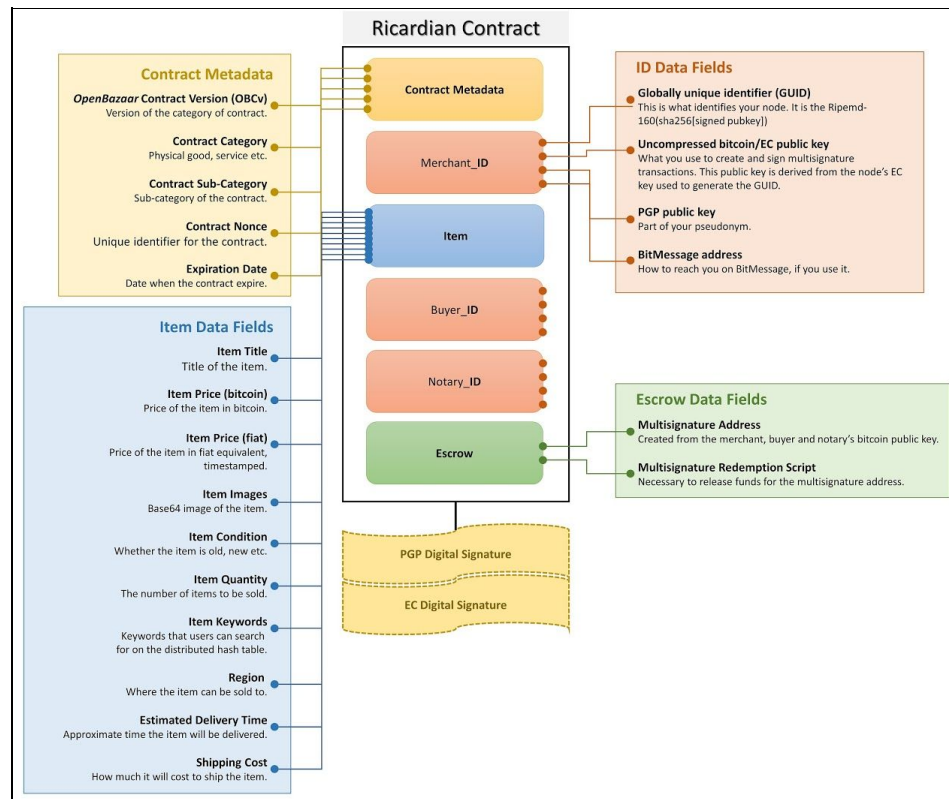 Ricardian Contract
Contract Metadata
OpenBazaar Contract Version (OBCv)
Version of the category of contract.
Contract Category
Physical good, service etc.
Contract Sub-Category
Sub-category of the contract.
Contract Nonce
Unique identifier for the contract.
Expiration Date
Date when the contract expire.
Item Data Fields
Item Title
Title of the item.
Item Price (bitcoin)
Price of the item in bitcoin.
Item Price (fiat)
Price of the item in fiat equivalent,
timestamped.
Item Images
Base64 image of the item.
Item Condition
Whether the item is old, new etc.
Item Quantity
The number of items to be sold.
Item Keywords
Keywords that users can search
for on the distributed hash table.
Region
Where the item can be sold to.
Estimated Delivery Time
Approximate time the item will be delivered.
Shipping Cost
How much it will cost to ship the item.
Contract Metadata
Merchant_ID
Item
Buyer_ID
Notary_ID
Escrow
PGP Digital Signature
EC Digital Signature
ID Data Fields
Globally unique identifier (GUID)
This is what identifies your node. It is the Ripemd-
160(sha256[signed pubkey])
Uncompressed bitcoin/EC public key
What you use to create and sign multisignature
transactions. This public key is derived from the node's EC
key used to generate the GUID.
PGP public key
Part of your pseudonym.
BitMessage address
How to reach you on BitMessage, if you use it.
Escrow Data Fields
Multisignature Address
Created from the merchant, buyer and notary's bitcoin public key.
Multisignature Redemption Script
Necessary to release funds for the multisignature address.